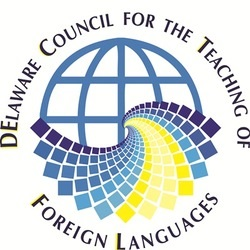 DELAWARE COUNCIL FOR THE TEACHING OF
FOREIGN LANGUAGES